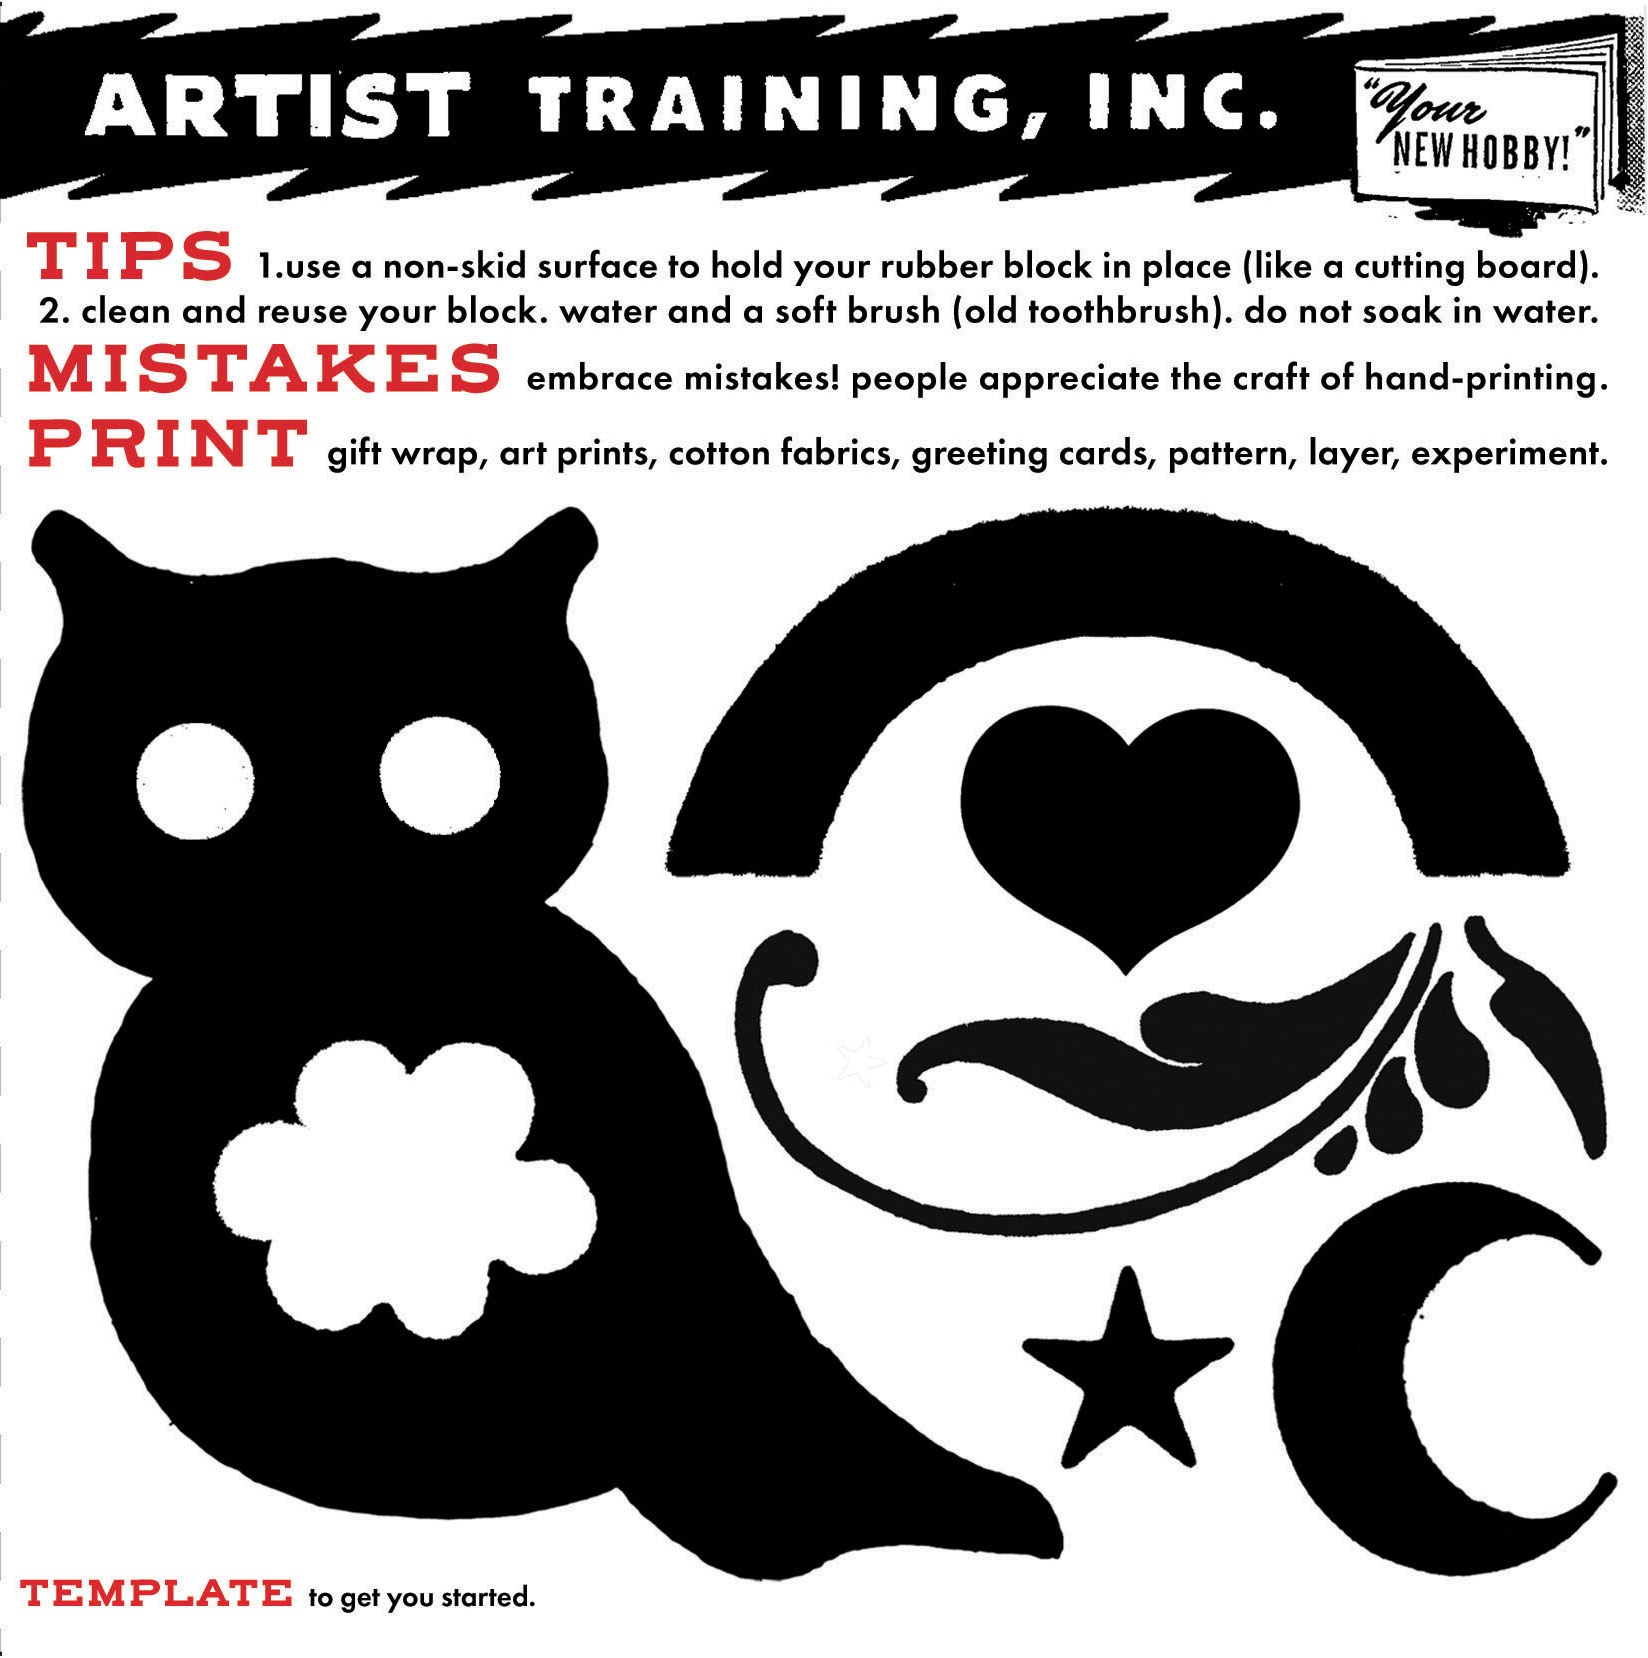 ARTIST TRAINING, INC.
"Your
NEW HOBBY!"
TIPS 1.use a non-skid surface to hold your rubber block in place (like a cutting board).
2. clean and reuse your block. water and a soft brush (old toothbrush). do not soak in water.
MISTAKES embrace mistakes! people appreciate the craft of hand-printing.
PRINT gift wrap, art prints, cotton fabrics, greeting cards, pattern, layer, experiment.
TEMPLATE to get you started.